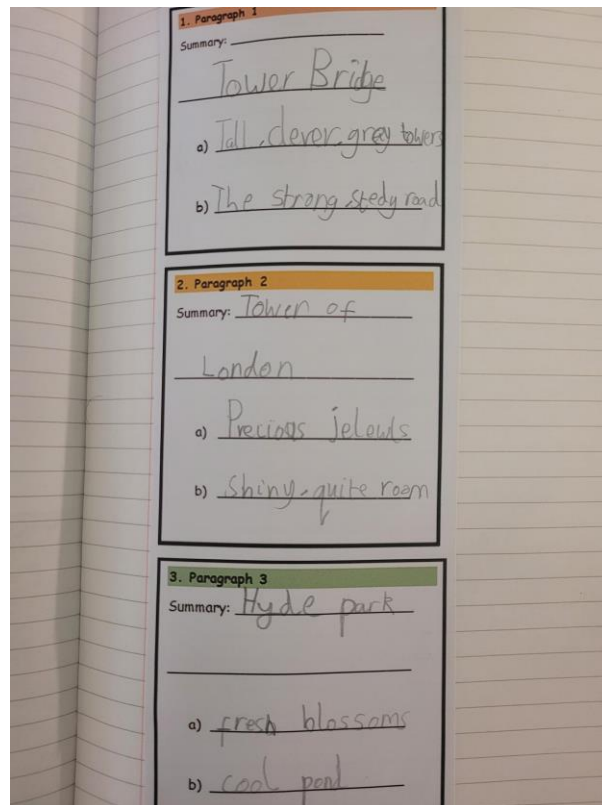 1. Paragraph 1
Summary:
Tower Bridge
a) Tall, clever, grey towers
b) The strong, stedy road
2. Paragraph 2
Summary: Tower of
London
a) Precious jelewls
b) Shiny, quite room
3. Paragraph 3
Summary: Hyde park
a) fresh blossoms
b) cool pond